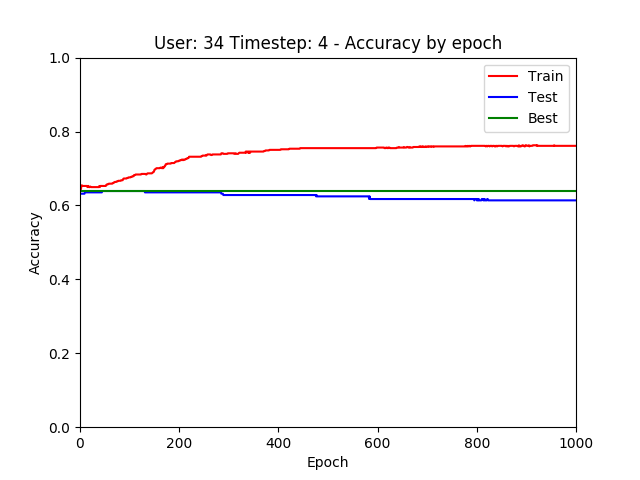 User: 34 Timestep: 4 - Accuracy by epoch
1.0
0.8
0.6
0.4
0.2
0.0
Accuracy
Train
Test
Best
0 200 400 600 800 1000
Epoch